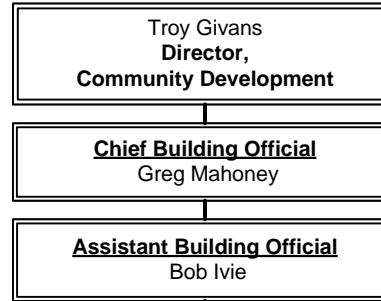 Troy Givans
Director,
Community Development
Chief Building Official
Greg Mahoney
Assistant Building Official
Bob Ivie